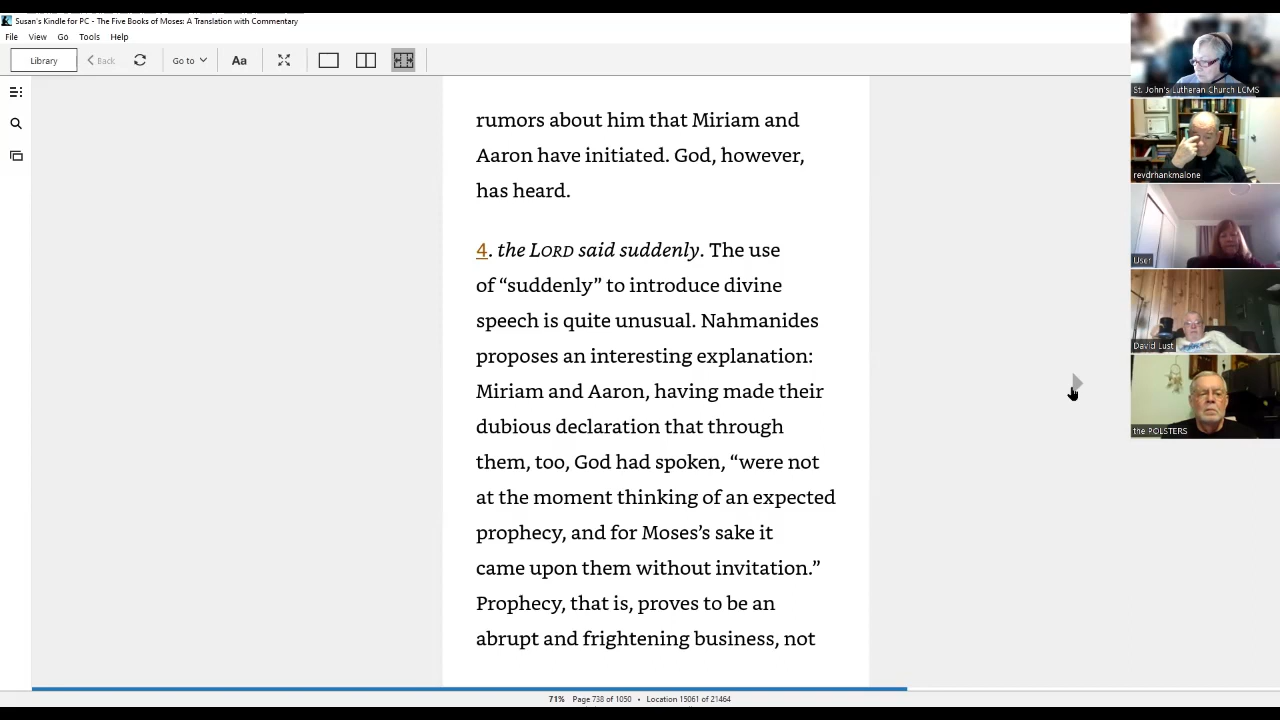 Susan's Kindle for PC - The Five Books of Moses: A Translation with Commentary
File View Go Tools Help
Library Back Go to Aa
rumors about him that Miriam and
Aaron have initiated. God, however,
has heard.
4. the LORD said suddenly. The use
of “suddenly” to introduce divine
speech is quite unusual. Nahmanides
proposes an interesting explanation:
Miriam and Aaron, having made their
dubious declaration that through
them, too, God had spoken, “were not
at the moment thinking of an expected
prophecy, and for Moses’s sake it
came upon them without invitation.”
Prophecy, that is, proves to be an
abrupt and frightening business, not
71% Page 738 of 1050 • Location 15061 of 21464
St. John's Lutheran Church LCMS
revdrhankmalone
User
David Lust
the POLSTERS